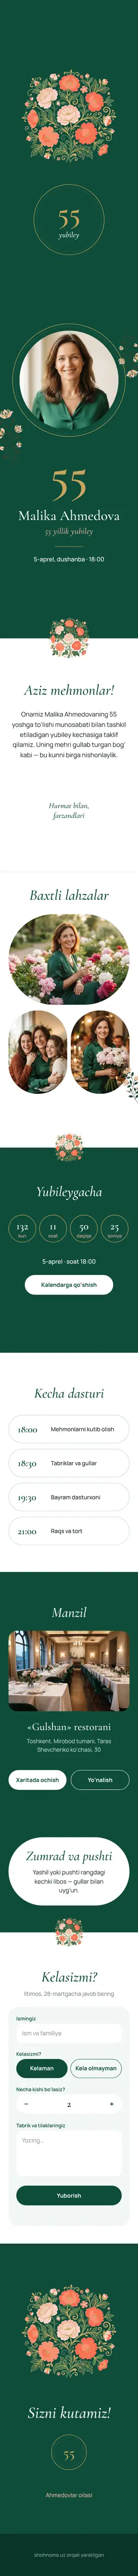 55
yubiley
55
Malika Ahmedova
55 yillik yubiley
5-aprel, dushanba · 18:00
Aziz mehmonlar!
Onamiz Malika Ahmedovaning 55
yoshga to'lishi munosabati bilan tashkil
etiladigan yubiley kechasiga taklif
qilamiz. Uning mehri gullab turgan bog'
kabi — bu kunni birga nishonlaylik.
Hurmat bilan,
farzandlari
Baxtli lahzalar
Yubileygacha
132
11
50
25
kun
soat
daqiqa
soniya
5-aprel · soat 18:00
Kalendarga qo'shish
Kecha dasturi
18:00 Mehmonlarni kutib olish
18:30 Tabriklar va gullar
19:30 Bayram dasturxoni
21:00 Raqs va tort
Manzil
«Gulshan» restorani
Toshkent, Mirobod tumani, Taras
Shevchenko ko'chasi, 30
Xaritada ochish
Yo'nalish
Zumrad va pushti
Yashil yoki pushti rangdagi
kechki libos — gullar bilan
uyg'un.
Kelasizmi?
Iltimos, 28-martgacha javob bering
Ismingiz
Ism va familiya
Kelasizmi?
Kelaman
Kela olmayman
Necha kishi bo'lasiz?
− 2 +
Tabrik va tilaklaringiz
Yozing...
Yuborish
Sizni kutamiz!
55
Ahmedovlar oilasi
shohnoma.uz orqali yaratilgan